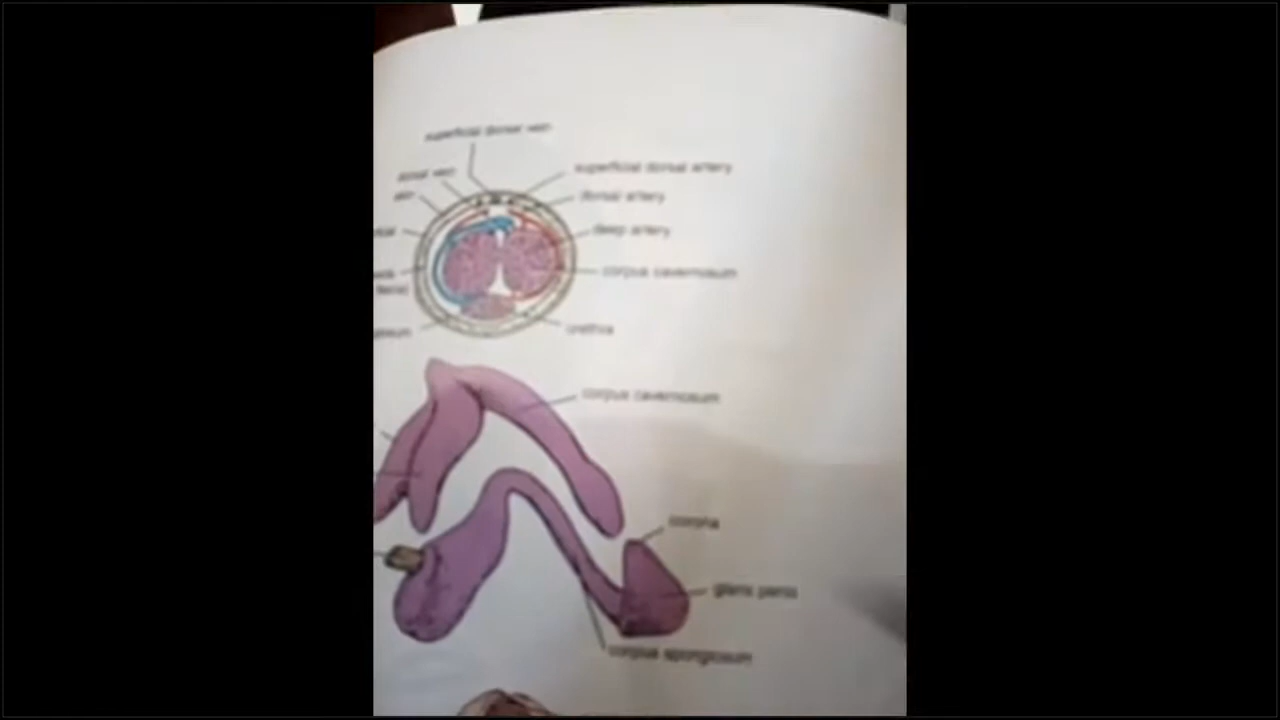 superficial dorsal vein
superficial dorsal artery
dorsal vein
dorsal artery
deep artery
corpus cavernosum
urethra
corpus cavernosum
corona
glans penis
corpus spongiosum